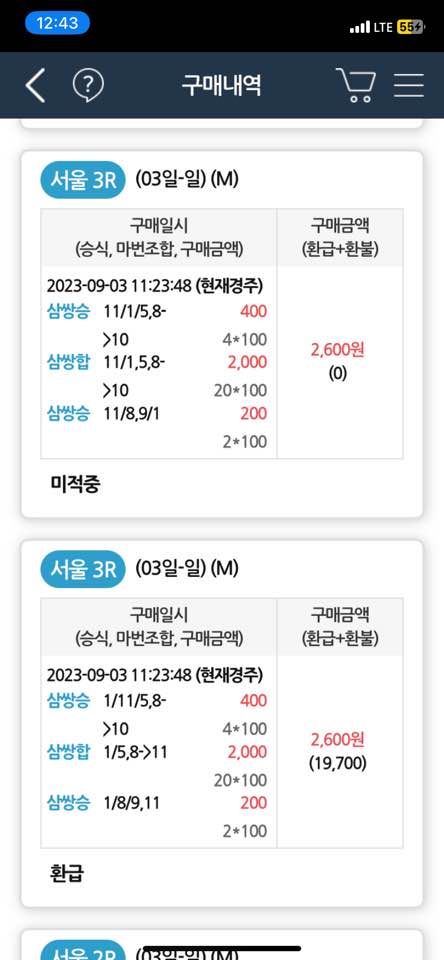 12:43
LTE 55
구매내역
서울 3R (03일-일) (M)
구매일시 구매금액
(승식, 마번조합, 구매금액) (환급+환불)
2023-09-03 11:23:48 (현재경주)
삼쌍승 11/1/5,8- 400
>10 4*100
삼쌍합 11/1,5,8- 2,000
>10 20*100
삼쌍승 11/8,9/1 200
2*100
2,600원
(0)
미적중
서울 3R (03일-일) (M)
구매일시 구매금액
(승식, 마번조합, 구매금액) (환급+환불)
2023-09-03 11:23:48 (현재경주)
삼쌍승 1/11/5,8- 400
>10 4*100
삼쌍합 1/5,8->11 2,000
20*100
삼쌍승 1/8/9,11 200
2*100
2,600원
(19,700)
환급
서울 2R (03일-일) (M)